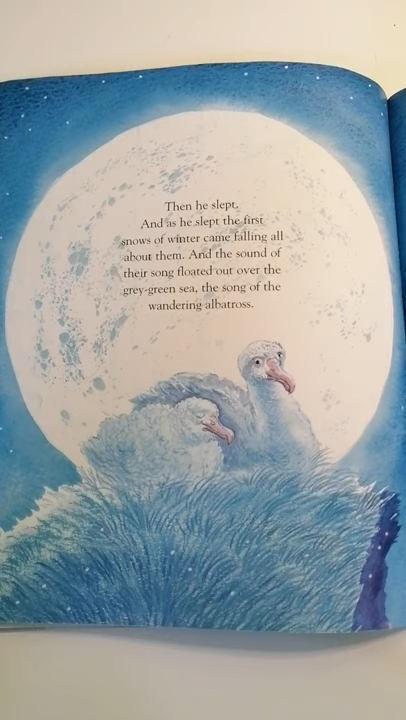 Then he slept.
And as he slept the first
snows of winter came falling all
about them. And the sound of
their song floated out over the
grey-green sea, the song of the
wandering albatross.